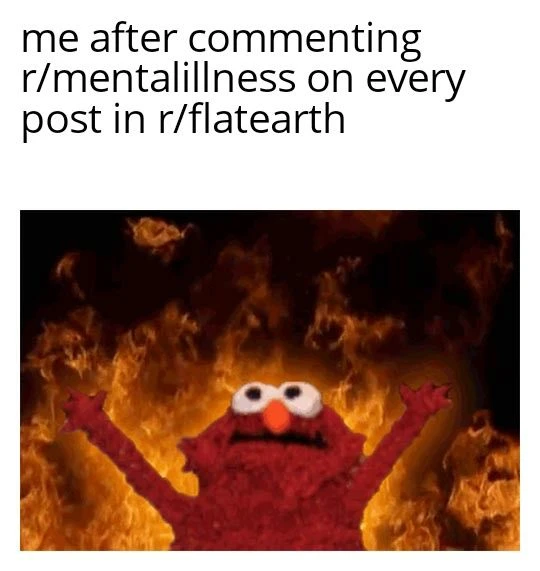 me after commenting
r/mentalillness on every
post in r/flatearth